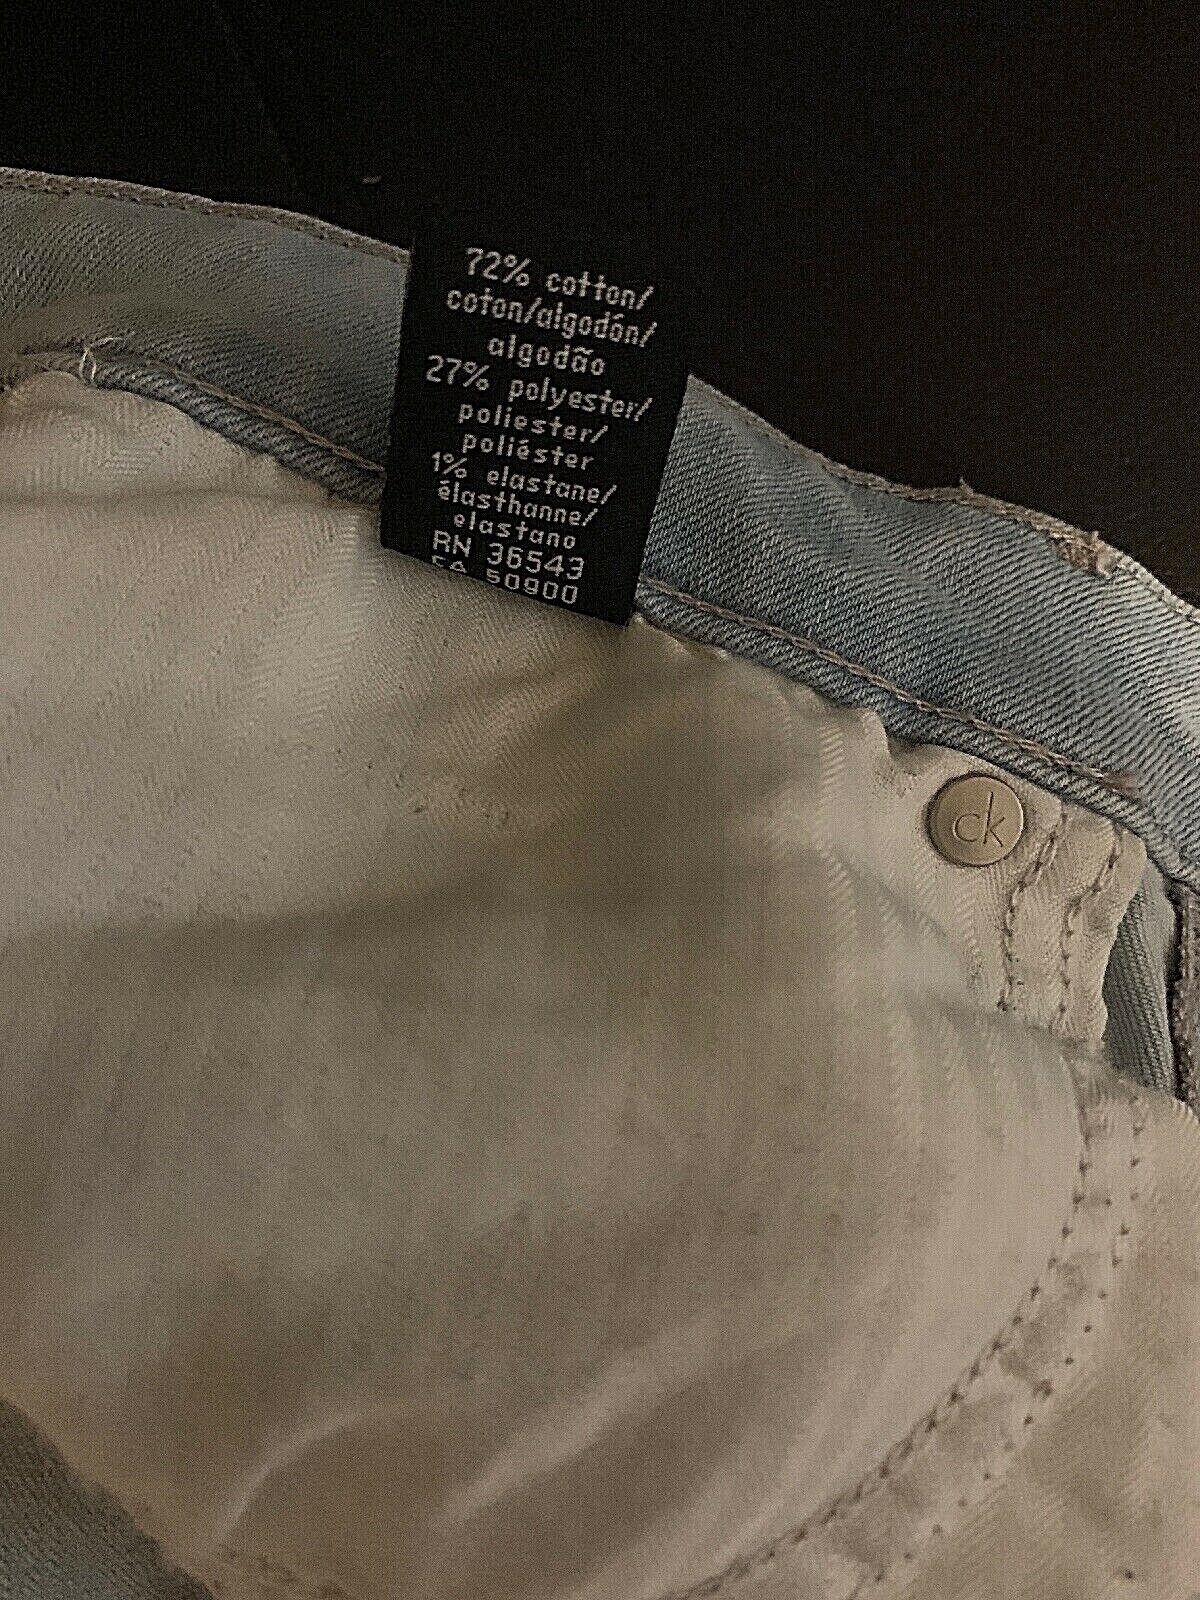 72% cotton/
coton/algodón/
algodão
27% polyester/
poliester/
poliéster
1% elastane/
élasthanne/
elastano
RN 36543
CA 50900
ck